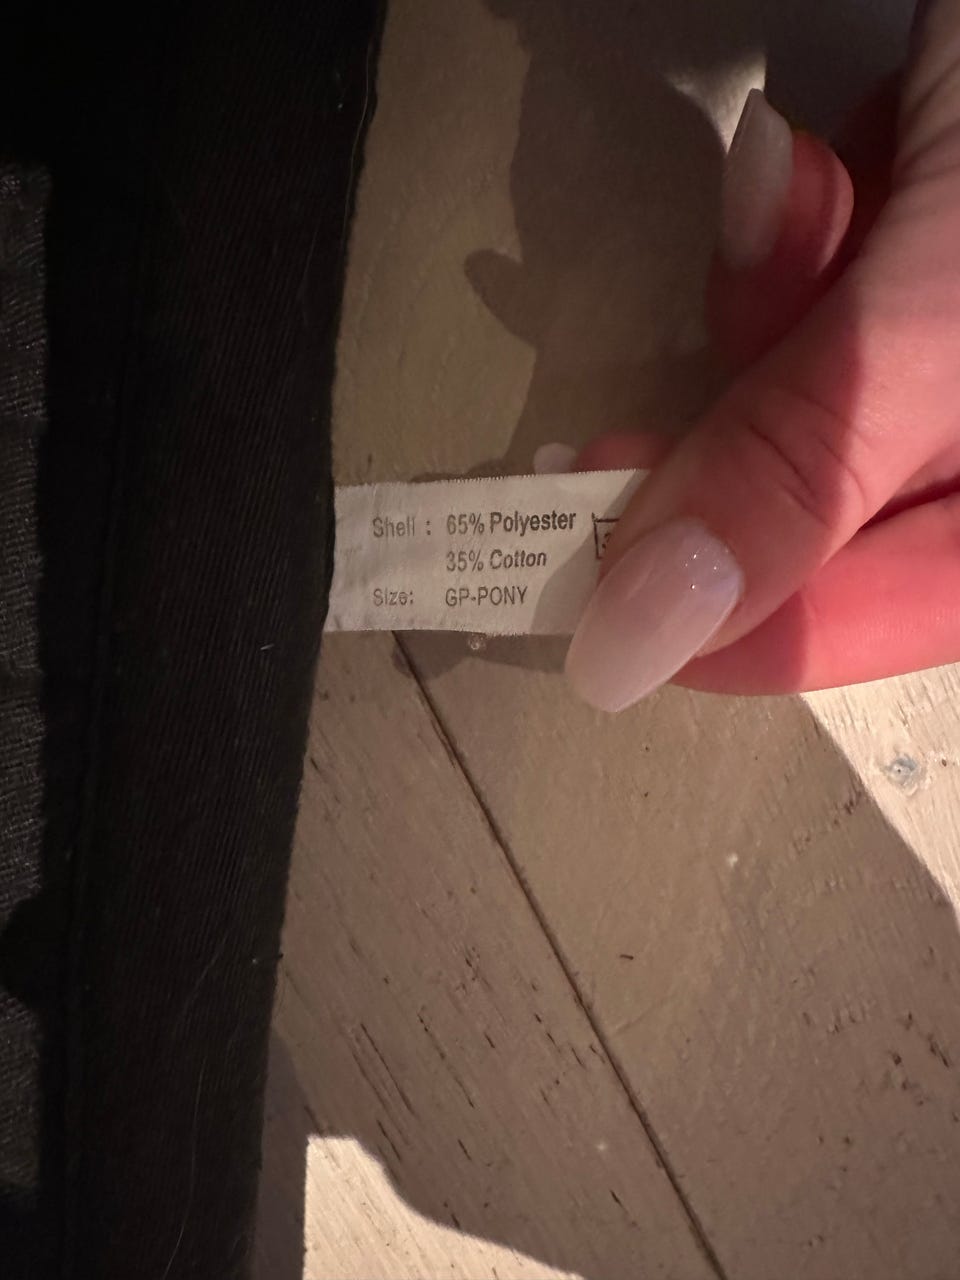 Shell : 65% Polyester
35% Cotton
Size: GP-PONY